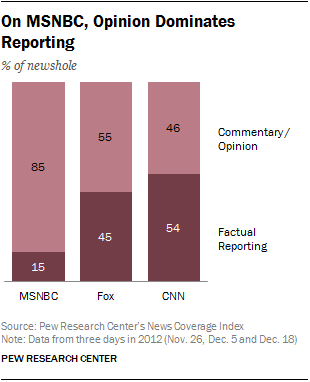 On MSNBC, Opinion Dominates
Reporting
% of newshole
85
55
46
Commentary/
Opinion
15
45
54
Factual
Reporting
MSNBC
Fox
CNN
Source: Pew Research Center's News Coverage Index
Note: Data from three days in 2012 (Nov. 26, Dec. 5 and Dec. 18)
PEW RESEARCH CENTER